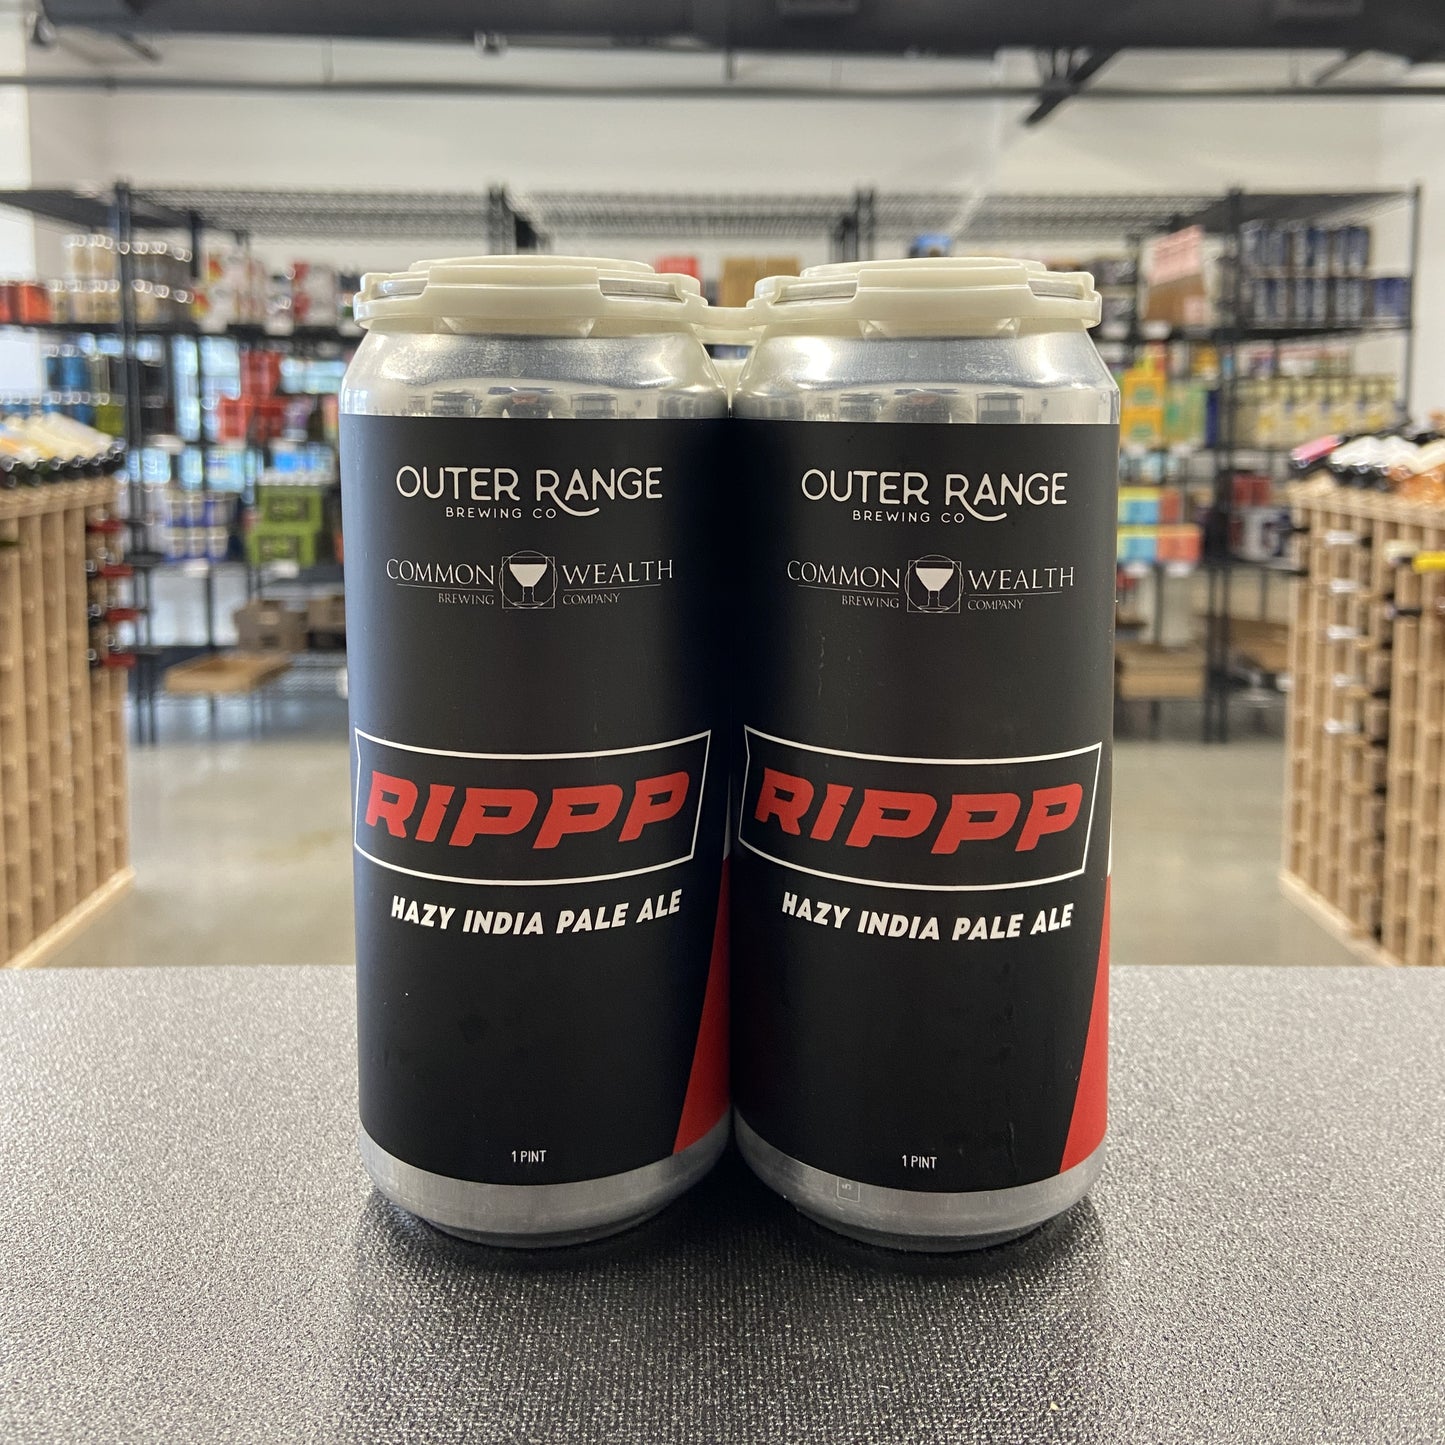 OUTER RANGE
BREWING CO
COMMON WEALTH
BREWING COMPANY
RIPPP
HAZY INDIA PALE ALE
1 PINT
OUTER RANGE
BREWING CO
COMMON WEALTH
BREWING COMPANY
RIPPP
HAZY INDIA PALE ALE
1 PINT